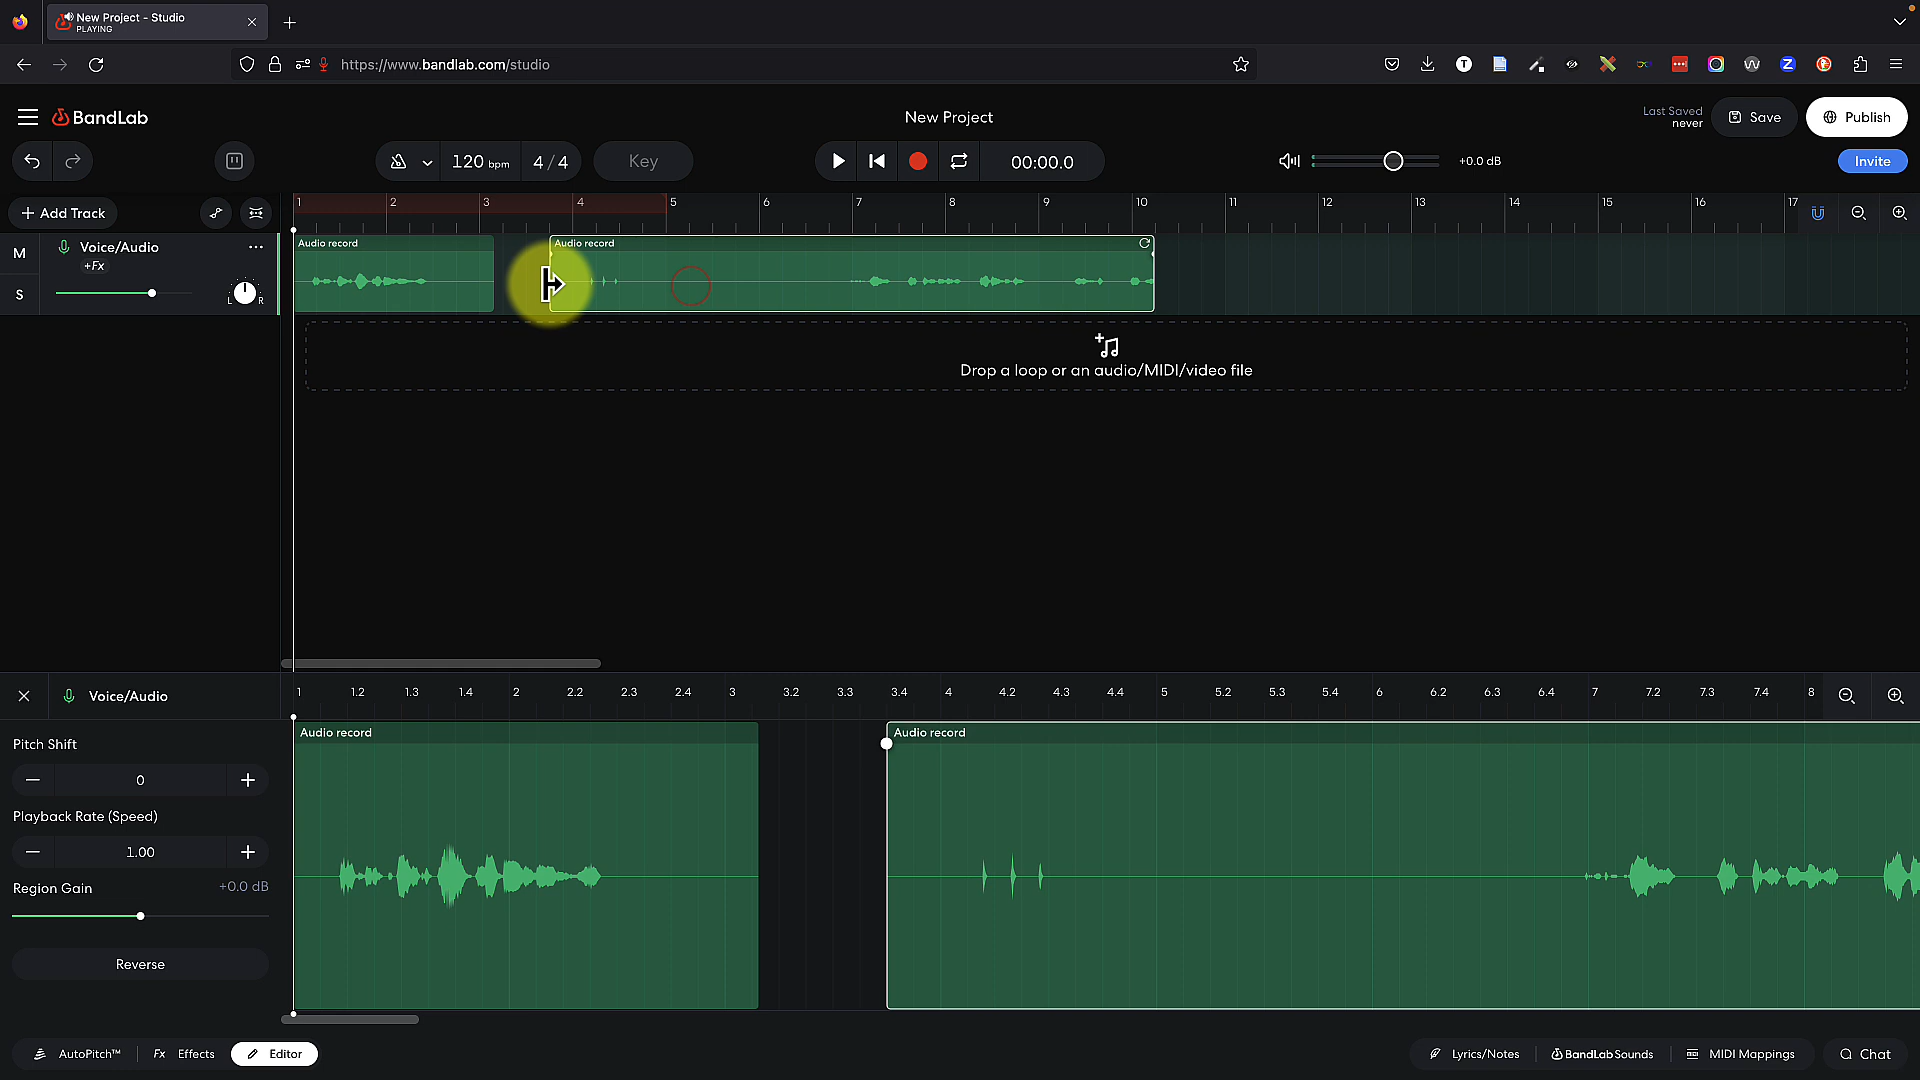 New Project - Studio
PLAYING
https://www.bandlab.com/studio
BandLab
New Project
Last Saved
never
Save
Publish
120 bpm
4 / 4
Key
00:00.0
+0.0 dB
Invite
Add Track
1 2 3 4 5 6 7 8 9 10 11 12 13 14 15 16 17
M
Voice/Audio
+Fx
S
L R
Audio record
Audio record
Drop a loop or an audio/MIDI/video file
Voice/Audio
1 1.2 1.3 1.4 2 2.2 2.3 2.4 3 3.2 3.3 3.4 4 4.2 4.3 4.4 5 5.2 5.3 5.4 6 6.2 6.3 6.4 7 7.2 7.3 7.4 8
Audio record
Audio record
Pitch Shift
0
Playback Rate (Speed)
1.00
Region Gain
+0.0 dB
Reverse
AutoPitch™
Fx Effects
Editor
Lyrics/Notes
BandLab Sounds
MIDI Mappings
Chat